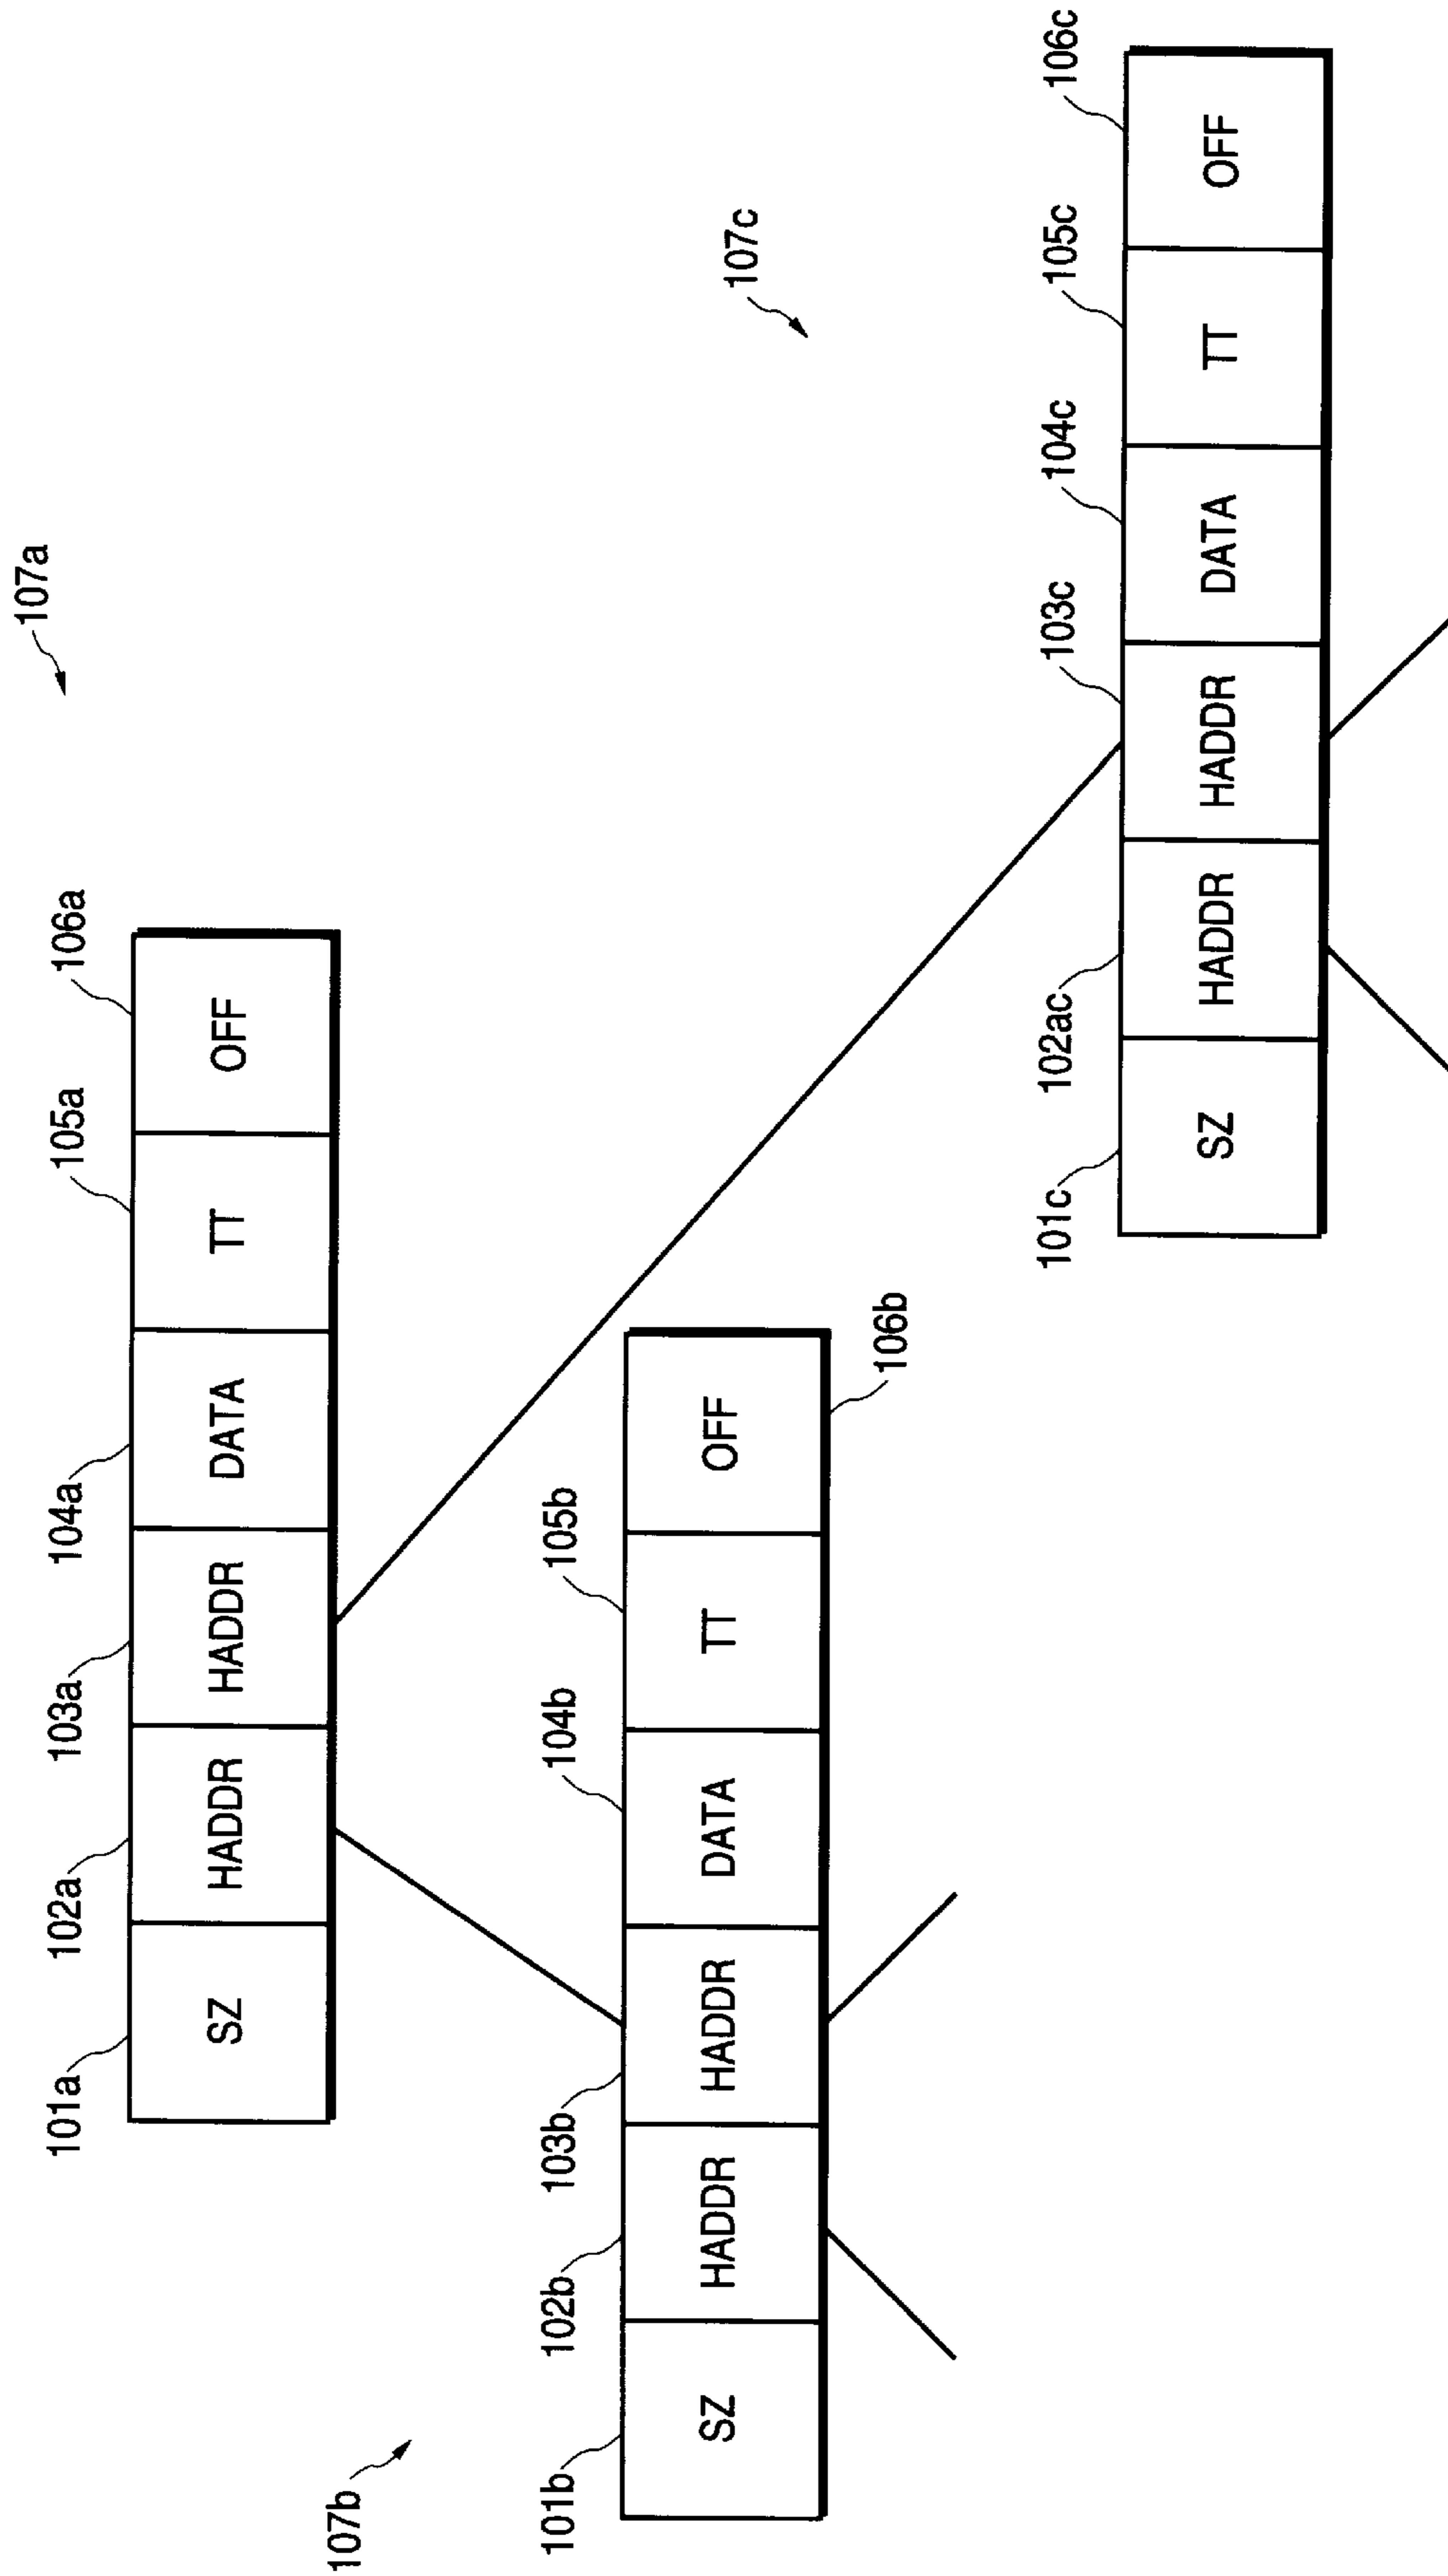 107a
101a 102a 103a 104a 105a 106a
SZ HADDR HADDR DATA TT OFF
107b
101b 102b 103b 104b 105b
SZ HADDR HADDR DATA TT OFF
106b
107c
101c 102ac 103c 104c 105c 106c
SZ HADDR HADDR DATA TT OFF